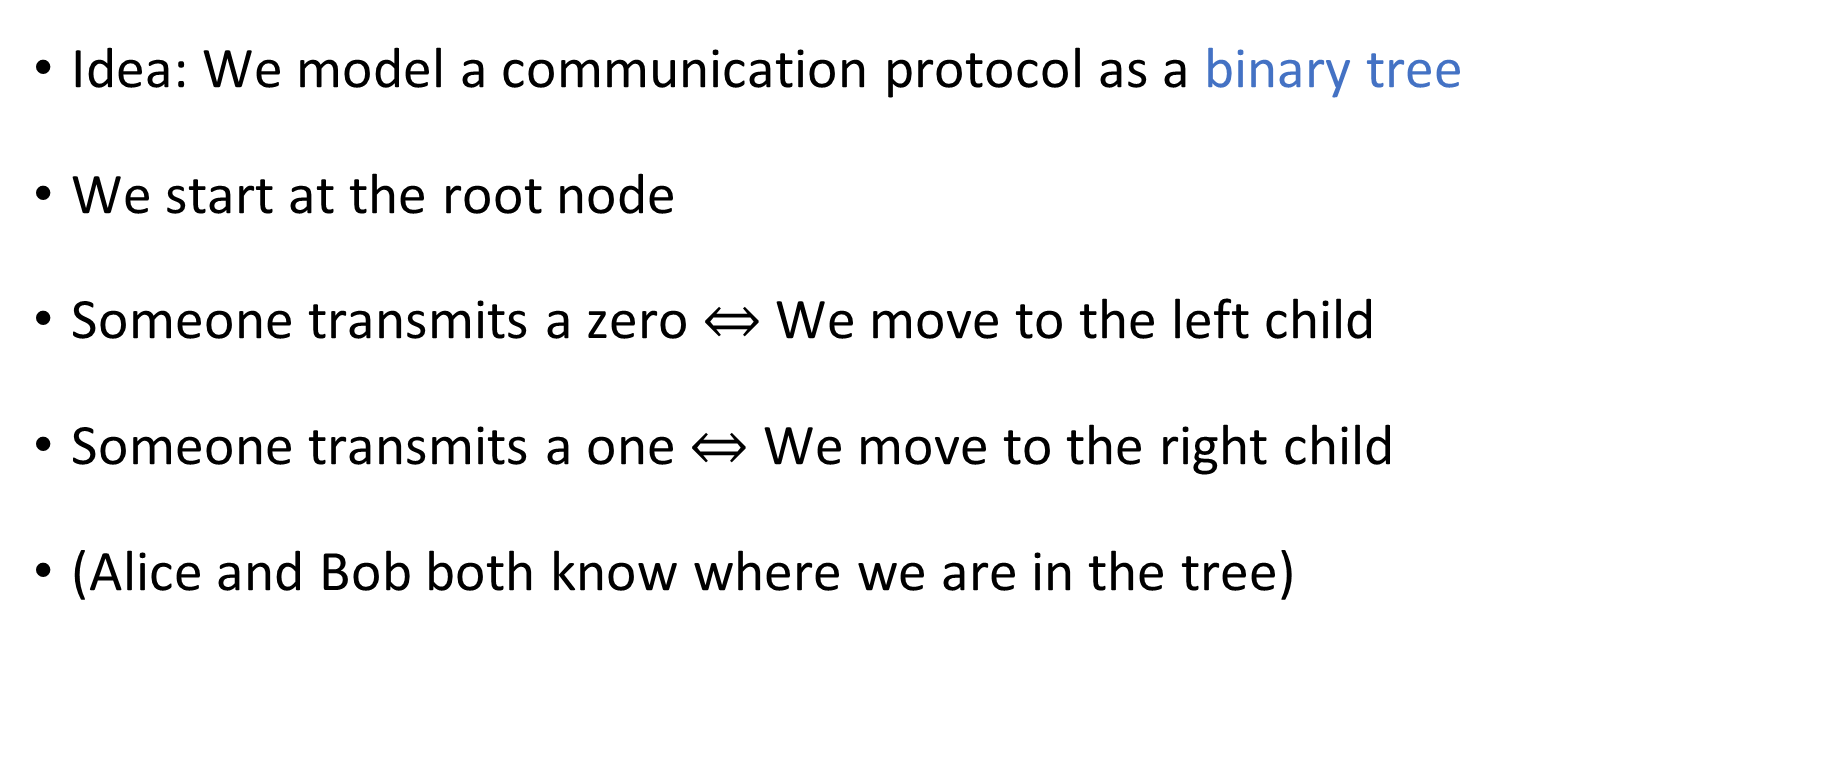 • Idea: We model a communication protocol as a binary tree
• We start at the root node
• Someone transmits a zero ⇔ We move to the left child
• Someone transmits a one ⇔ We move to the right child
• (Alice and Bob both know where we are in the tree)